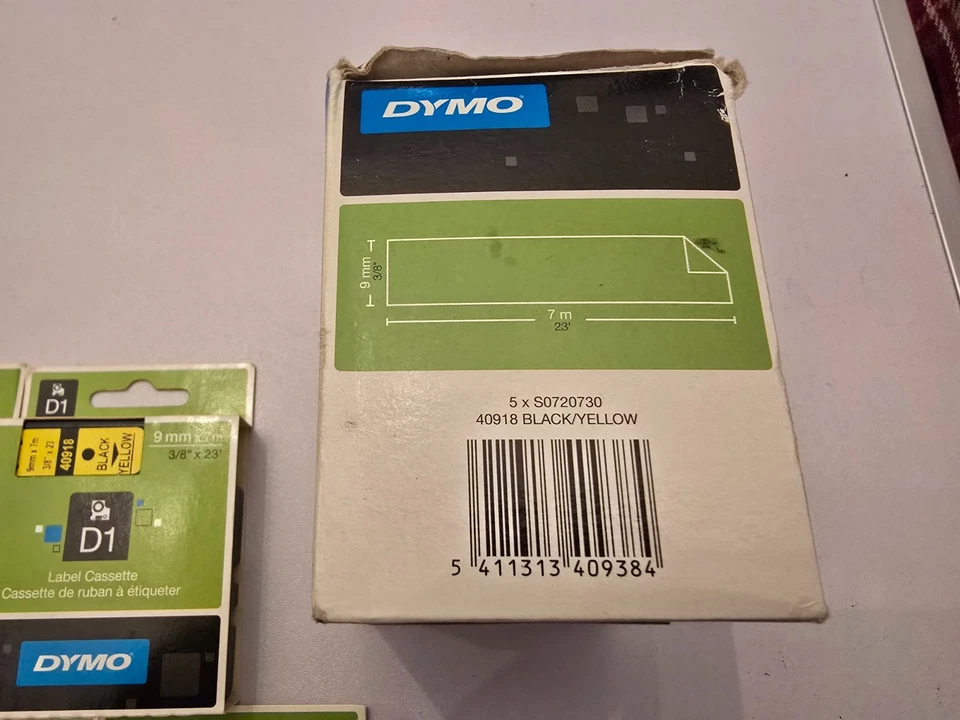 DYMO
9 mm
3/8"
7 m
23'
5 x S0720730
40918 BLACK/YELLOW
5 411313 409384
D1
9mm x 7m
3/8" x 23'
40918
BLACK
YELLOW
9 mm x 7m
3/8" x 23'
D1
Label Cassette
Cassette de ruban à étiqueter
DYMO